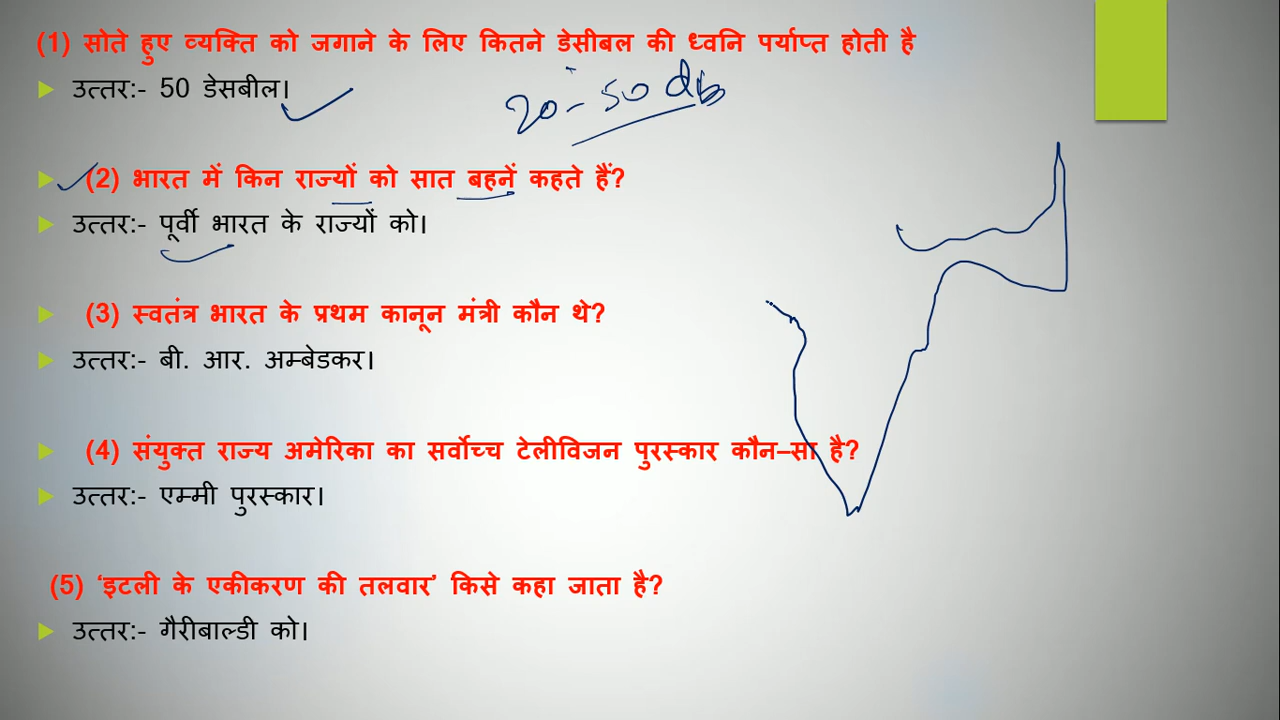 (1) सोते हुए व्यक्ति को जगाने के लिए कितने डेसीबल की ध्वनि पर्याप्त होती है
उत्तर:- 50 डेसबील।
20-50 db
(2) भारत में किन राज्यों को सात बहनें कहते हैं?
उत्तर:- पूर्वी भारत के राज्यों को।
(3) स्वतंत्र भारत के प्रथम कानून मंत्री कौन थे?
उत्तर:- बी. आर. अम्बेडकर।
(4) संयुक्त राज्य अमेरिका का सर्वोच्च टेलीविजन पुरस्कार कौन–सा है?
उत्तर:- एम्मी पुरस्कार।
(5) ‘इटली के एकीकरण की तलवार’ किसे कहा जाता है?
उत्तर:- गैरीबाल्डी को।